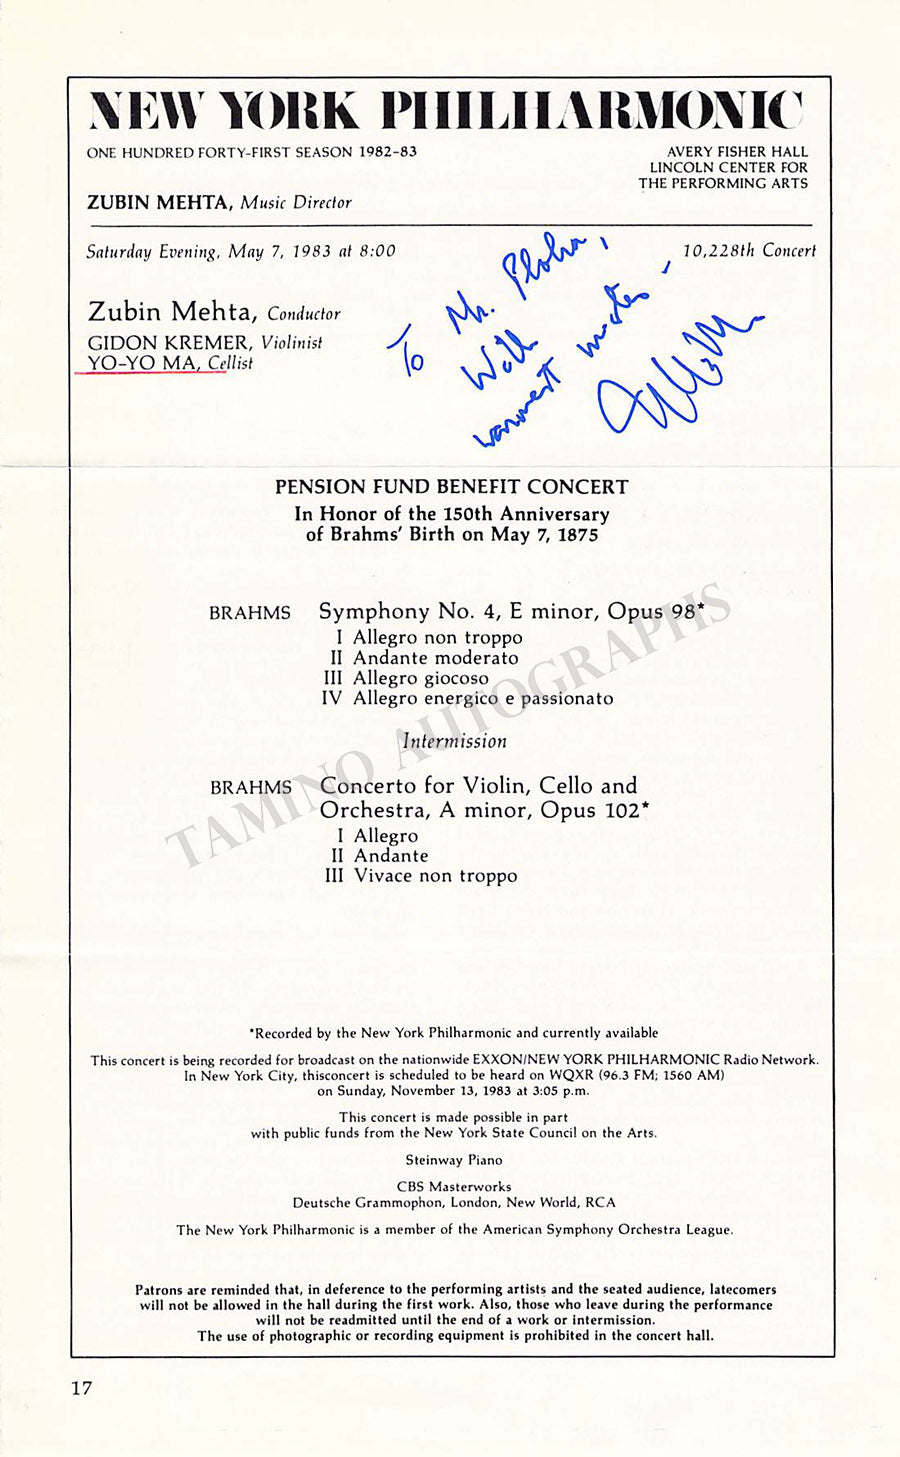 NEW YORK PHILHARMONIC
ONE HUNDRED FORTY-FIRST SEASON 1982-83
AVERY FISHER HALL
LINCOLN CENTER FOR
THE PERFORMING ARTS
ZUBIN MEHTA, Music Director
Saturday Evening, May 7, 1983 at 8:00
10,228th Concert
Zubin Mehta, Conductor
GIDON KREMER, Violinist
YO-YO MA, Cellist
To Mr.
With
warmest wishes -
PENSION FUND BENEFIT CONCERT
In Honor of the 150th Anniversary
of Brahms' Birth on May 7, 1875
BRAHMS Symphony No. 4, E minor, Opus 98*
I Allegro non troppo
II Andante moderato
III Allegro giocoso
IV Allegro energico e passionato
Intermission
BRAHMS Concerto for Violin, Cello and
Orchestra, A minor, Opus 102*
I Allegro
II Andante
III Vivace non troppo
TAMINO AUTOGRAPHS
*Recorded by the New York Philharmonic and currently available
This concert is being recorded for broadcast on the nationwide EXXON/NEW YORK PHILHARMONIC Radio Network.
In New York City, thisconcert is scheduled to be heard on WQXR (96.3 FM; 1560 AM)
on Sunday, November 13, 1983 at 3:05 p.m.
This concert is made possible in part
with public funds from the New York State Council on the Arts.
Steinway Piano
CBS Masterworks
Deutsche Grammophon, London, New World, RCA
The New York Philharmonic is a member of the American Symphony Orchestra League.
Patrons are reminded that, in deference to the performing artists and the seated audience, latecomers
will not be allowed in the hall during the first work. Also, those who leave during the performance
will not be readmitted until the end of a work or intermission.
The use of photographic or recording equipment is prohibited in the concert hall.
17